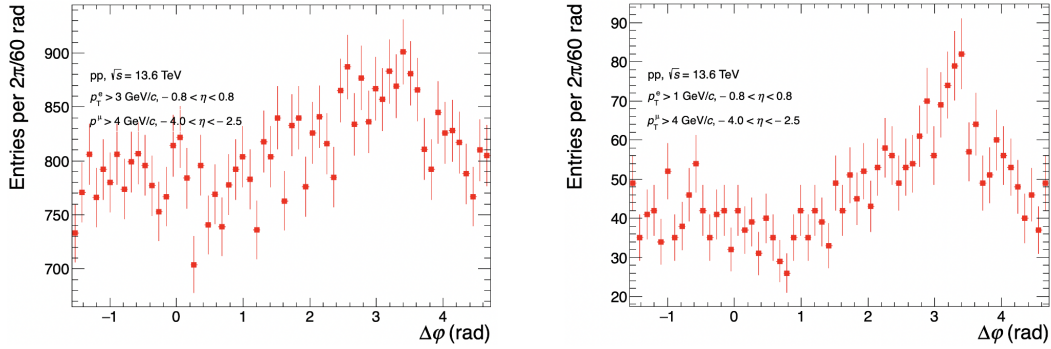 Entries per 2π/60 rad
900
850
800
750
700
pp, √s = 13.6 TeV
p_T^e > 3 GeV/c, − 0.8 < η < 0.8
p^μ > 4 GeV/c, − 4.0 < η < − 2.5
−1 0 1 2 3 4
Δφ (rad)
Entries per 2π/60 rad
90
80
70
60
50
40
30
20
pp, √s = 13.6 TeV
p_T^e > 1 GeV/c, − 0.8 < η < 0.8
p_T^μ > 4 GeV/c, − 4.0 < η < − 2.5
−1 0 1 2 3 4
Δφ (rad)